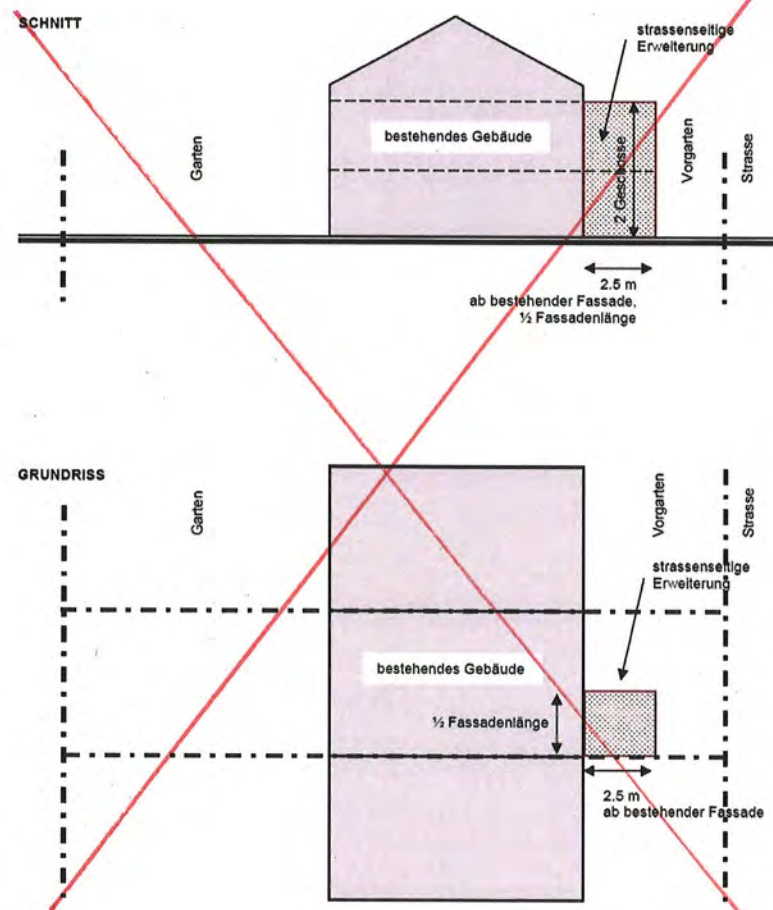 SCHNITT
strassenseitige
Erweiterung
Garten
bestehendes Gebäude
2 Geschosse
Vorgarten
Strasse
2.5 m
ab bestehender Fassade,
½ Fassadenlänge
GRUNDRISS
Garten
Vorgarten
Strasse
strassenseitige
Erweiterung
bestehendes Gebäude
½ Fassadenlänge
2.5 m
ab bestehender Fassade